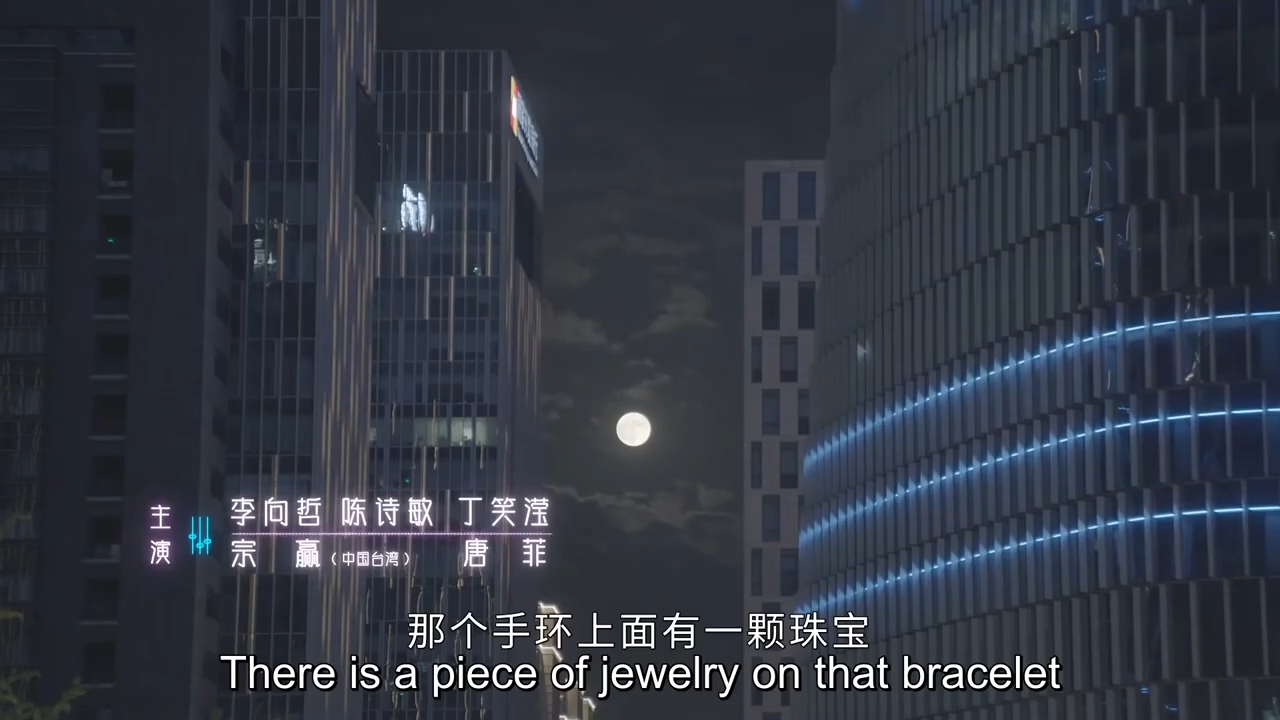 主演
李向哲 陈诗敏 丁笑滢
宗赢（中国台湾） 唐菲
那个手环上面有一颗珠宝
There is a piece of jewelry on that bracelet